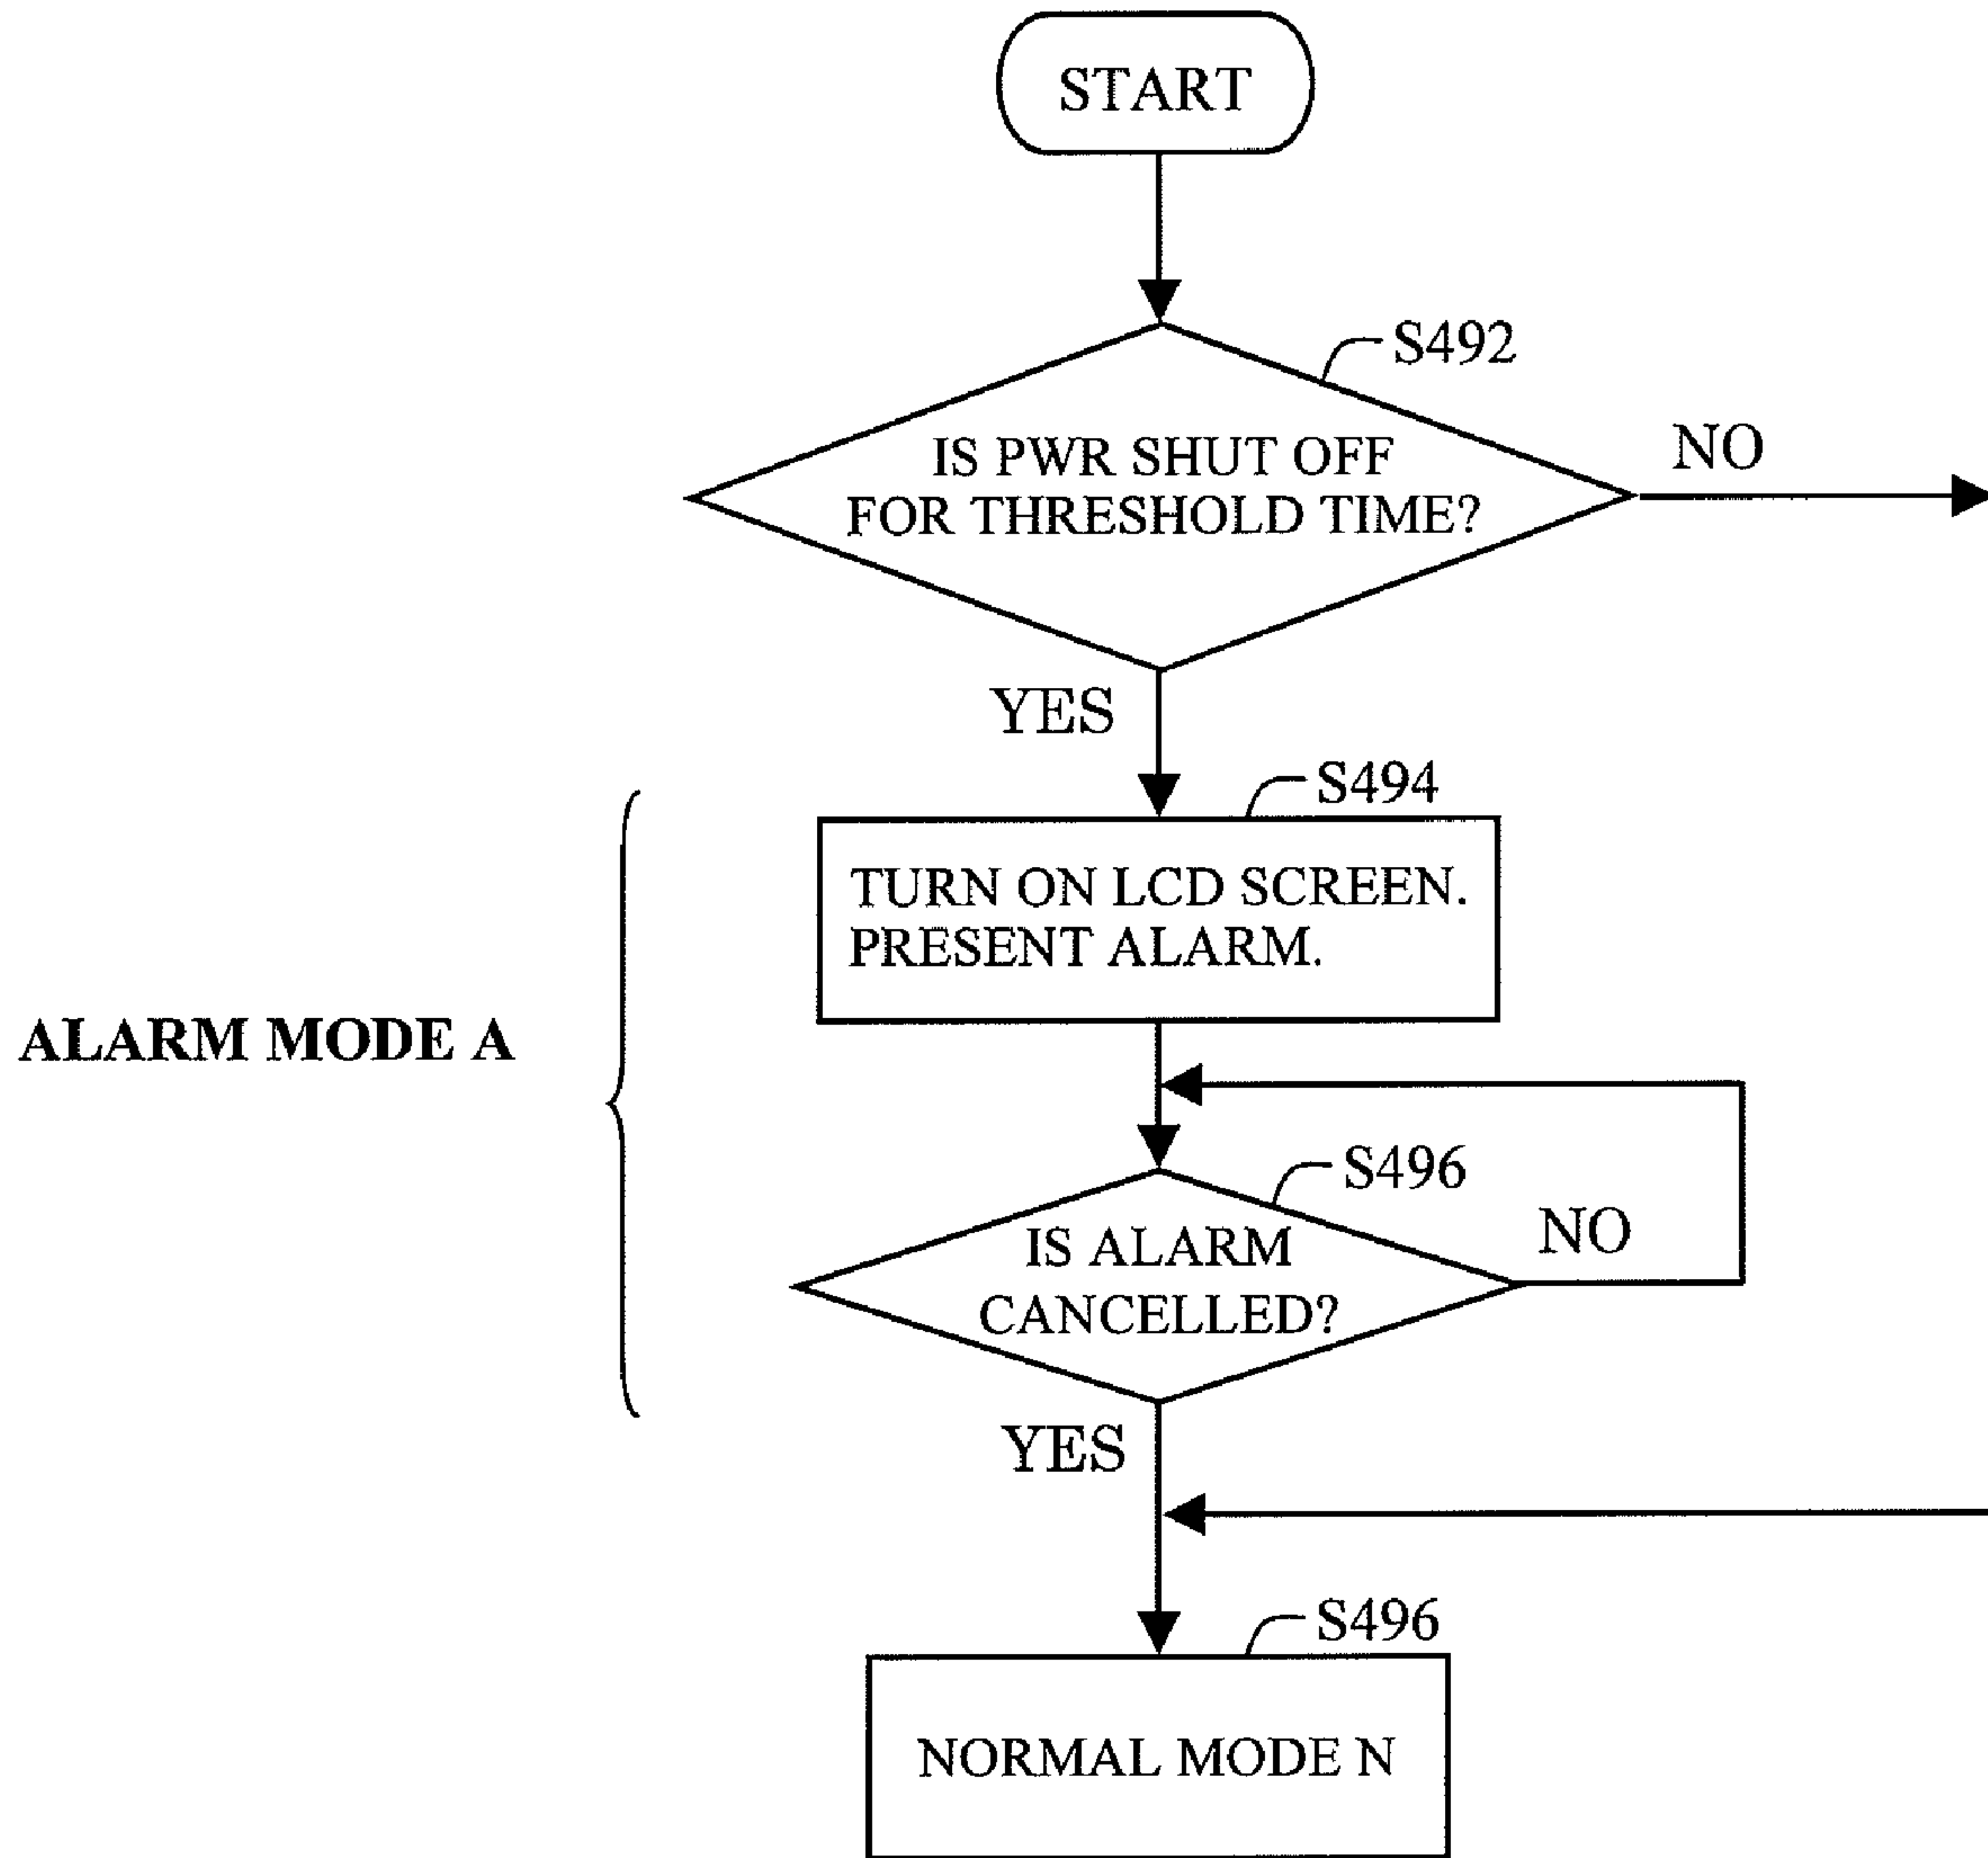 START
S492
IS PWR SHUT OFF
FOR THRESHOLD TIME?
NO
YES
S494
TURN ON LCD SCREEN.
PRESENT ALARM.
ALARM MODE A
S496
IS ALARM
CANCELLED?
NO
YES
S496
NORMAL MODE N